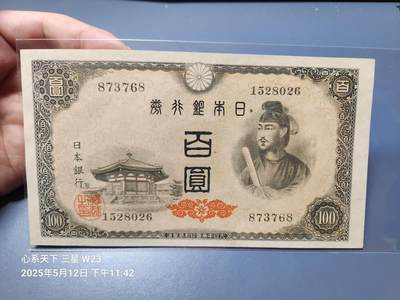 百
百
873768
1528026
日本銀行券
百圓
日本銀行
1528026
873768
100
100
心系天下 三星 W23
2025年5月12日 下午11:42